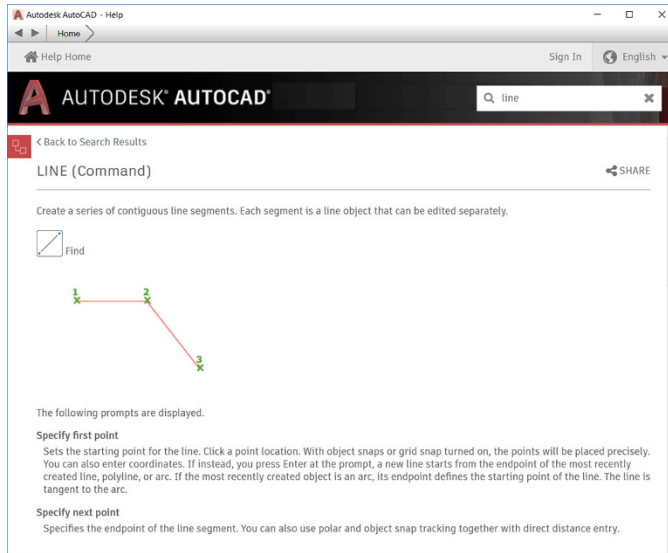 Autodesk AutoCAD - Help
Home
Help Home
Sign In
English
AUTODESK® AUTOCAD®
line
< Back to Search Results
LINE (Command)
SHARE
Create a series of contiguous line segments. Each segment is a line object that can be edited separately.
Find
1
2
3
The following prompts are displayed.
Specify first point
Sets the starting point for the line. Click a point location. With object snaps or grid snap turned on, the points will be placed precisely.
You can also enter coordinates. If instead, you press Enter at the prompt, a new line starts from the endpoint of the most recently
created line, polyline, or arc. If the most recently created object is an arc, its endpoint defines the starting point of the line. The line is
tangent to the arc.
Specify next point
Specifies the endpoint of the line segment. You can also use polar and object snap tracking together with direct distance entry.